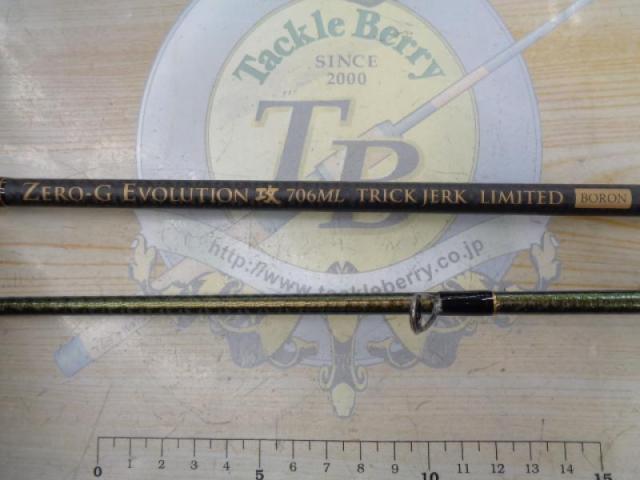 Tackle Berry
SINCE
2000
TB
ZERO-G EVOLUTION 攻 706ML TRICK JERK LIMITED BORON
http://www.tackleberry.co.jp
0 1 2 3 4 5 6 7 8 9 10 11 12 13 14 15